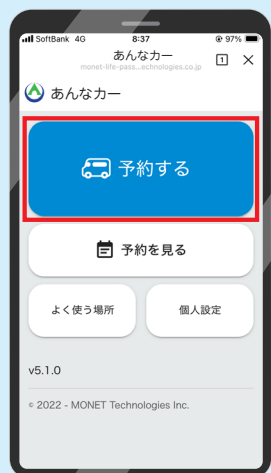 SoftBank 4G 8:37 97%
あんなカー
monet-life-pass...echnologies.co.jp
1
あんなカー
予約する
予約を見る
よく使う場所 個人設定
v5.1.0
© 2022 - MONET Technologies Inc.